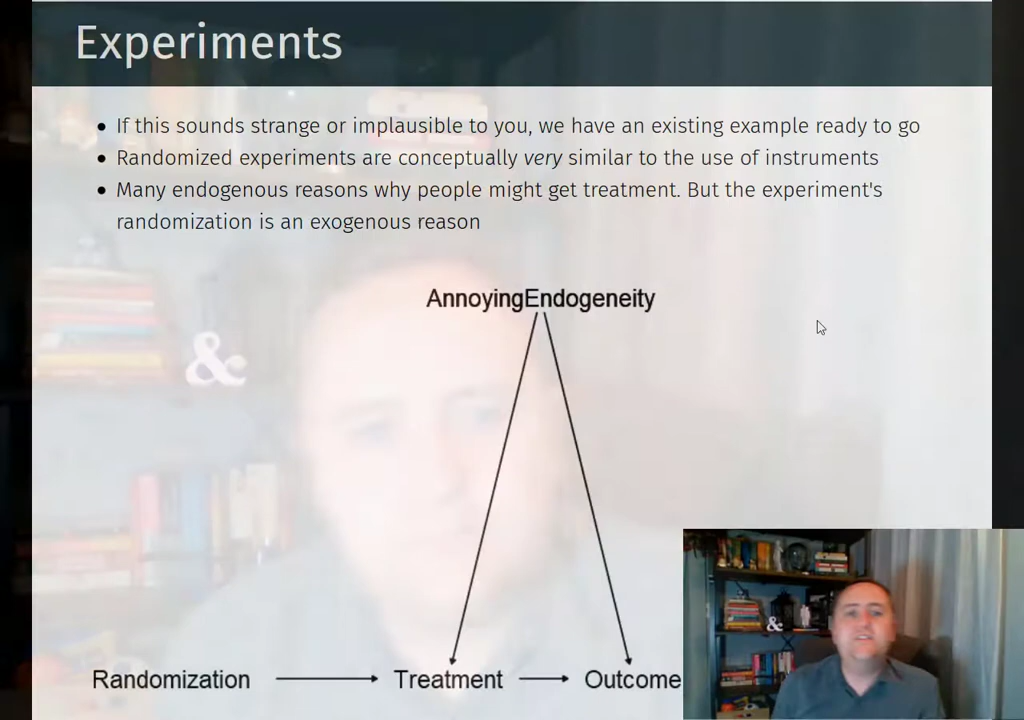 Experiments
If this sounds strange or implausible to you, we have an existing example ready to go
Randomized experiments are conceptually very similar to the use of instruments
Many endogenous reasons why people might get treatment. But the experiment's
randomization is an exogenous reason
AnnoyingEndogeneity
&
Randomization Treatment Outcome
&